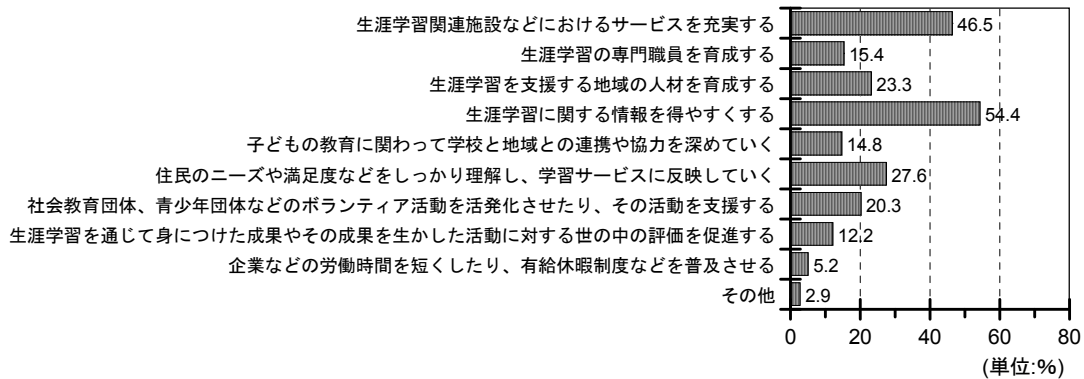 生涯学習関連施設などにおけるサービスを充実する 46.5
生涯学習の専門職員を育成する 15.4
生涯学習を支援する地域の人材を育成する 23.3
生涯学習に関する情報を得やすくする 54.4
子どもの教育に関わって学校と地域との連携や協力を深めていく 14.8
住民のニーズや満足度などをしっかり理解し、学習サービスに反映していく 27.6
社会教育団体、青少年団体などのボランティア活動を活発化させたり、その活動を支援する 20.3
生涯学習を通じて身につけた成果やその成果を生かした活動に対する世の中の評価を促進する 12.2
企業などの労働時間を短くしたり、有給休暇制度などを普及させる 5.2
その他 2.9
0 20 40 60 80
(単位:%)